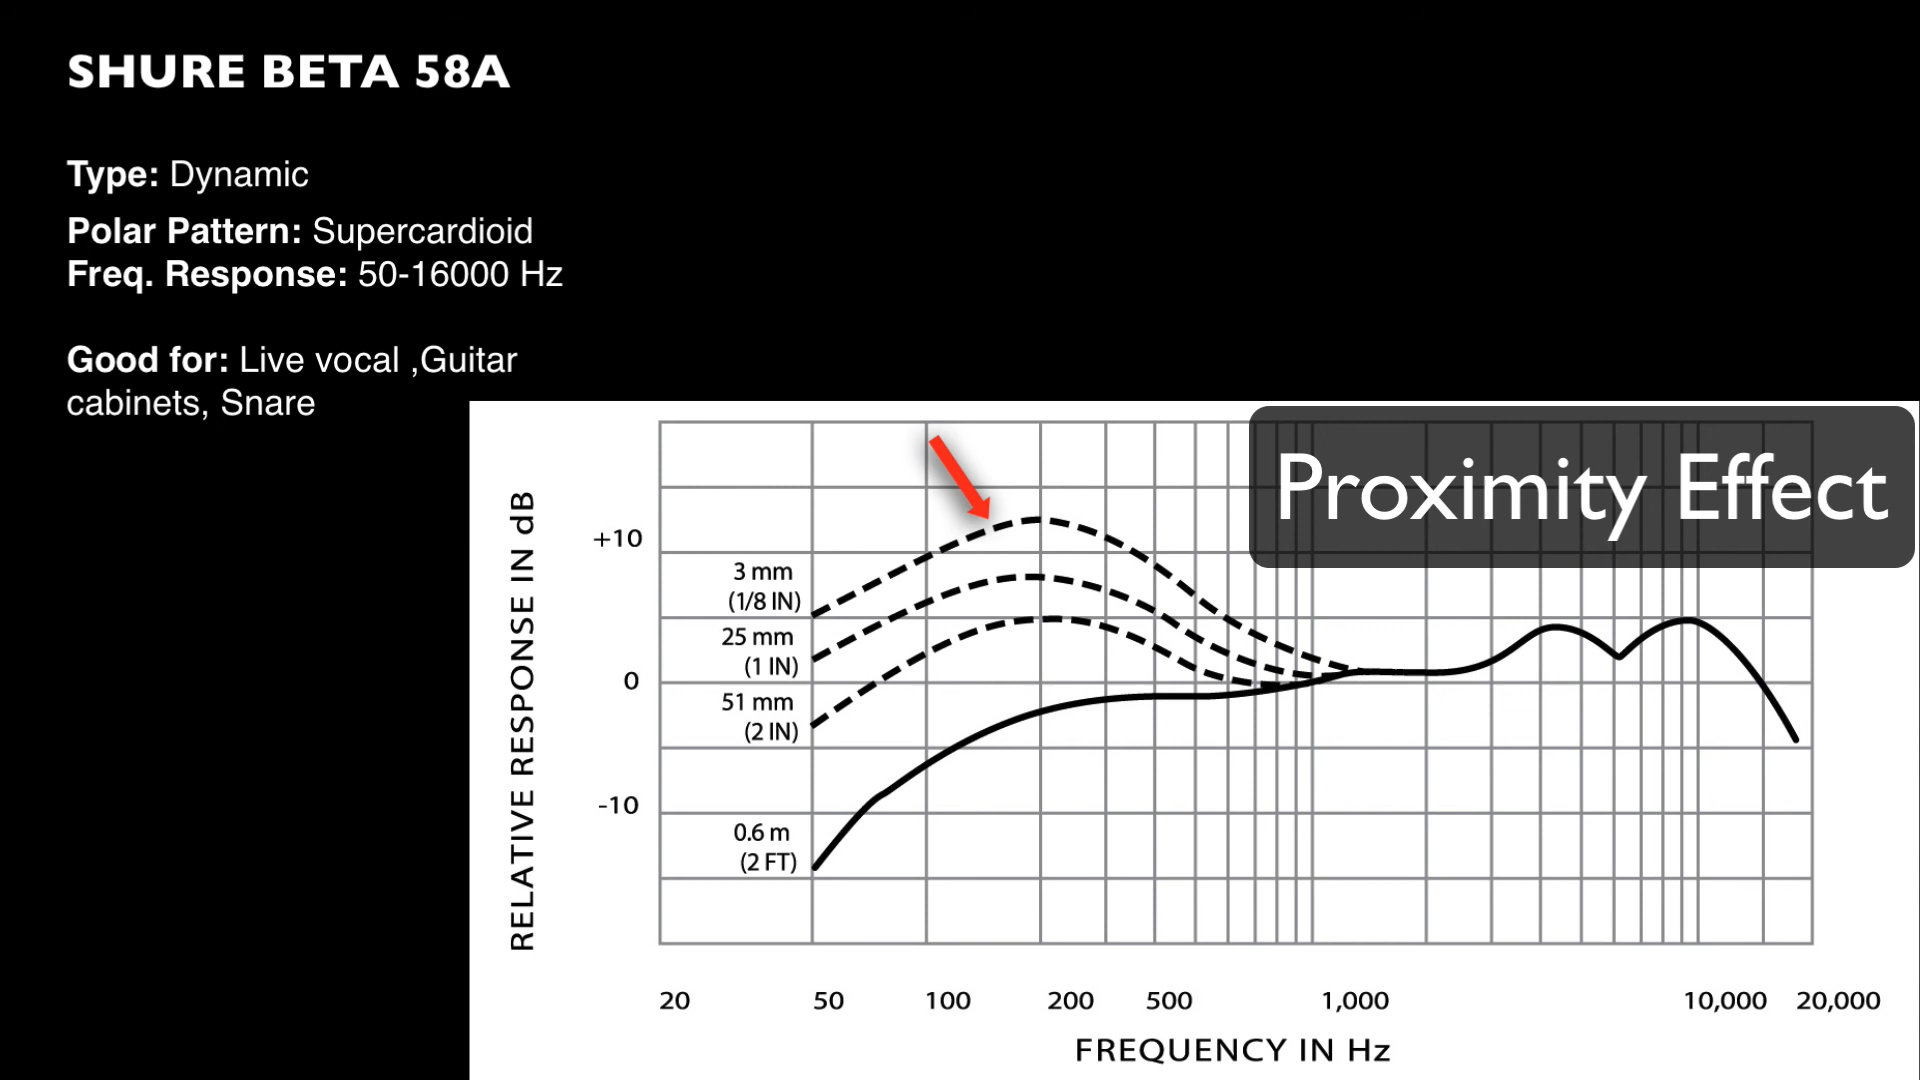 SHURE BETA 58A
Type: Dynamic
Polar Pattern: Supercardioid
Freq. Response: 50-16000 Hz
Good for: Live vocal ,Guitar
cabinets, Snare
Proximity Effect
RELATIVE RESPONSE IN dB
+10
0
-10
3 mm
(1/8 IN)
25 mm
(1 IN)
51 mm
(2 IN)
0.6 m
(2 FT)
20 50 100 200 500 1,000 10,000 20,000
FREQUENCY IN Hz